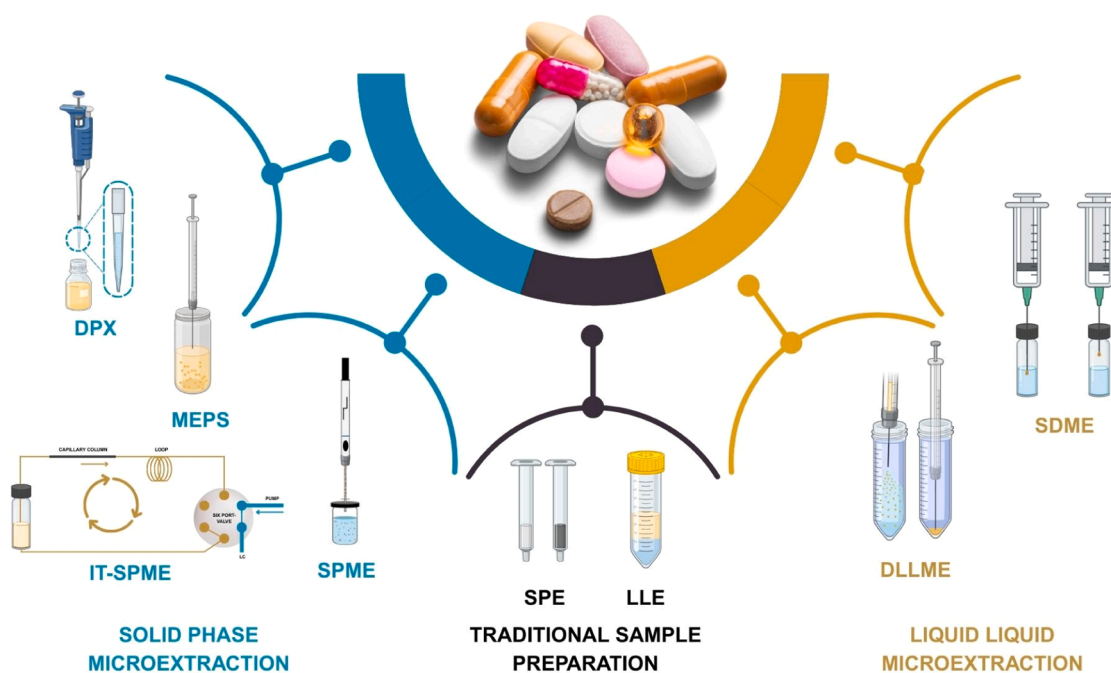 DPX
MEPS
SDME
CAPILLARY COLUMN
LOOP
PUMP
SIX PORT-
VALVE
LC
IT-SPME
SPME
DLLME
SPE
LLE
SOLID PHASE
MICROEXTRACTION
TRADITIONAL SAMPLE
PREPARATION
LIQUID LIQUID
MICROEXTRACTION